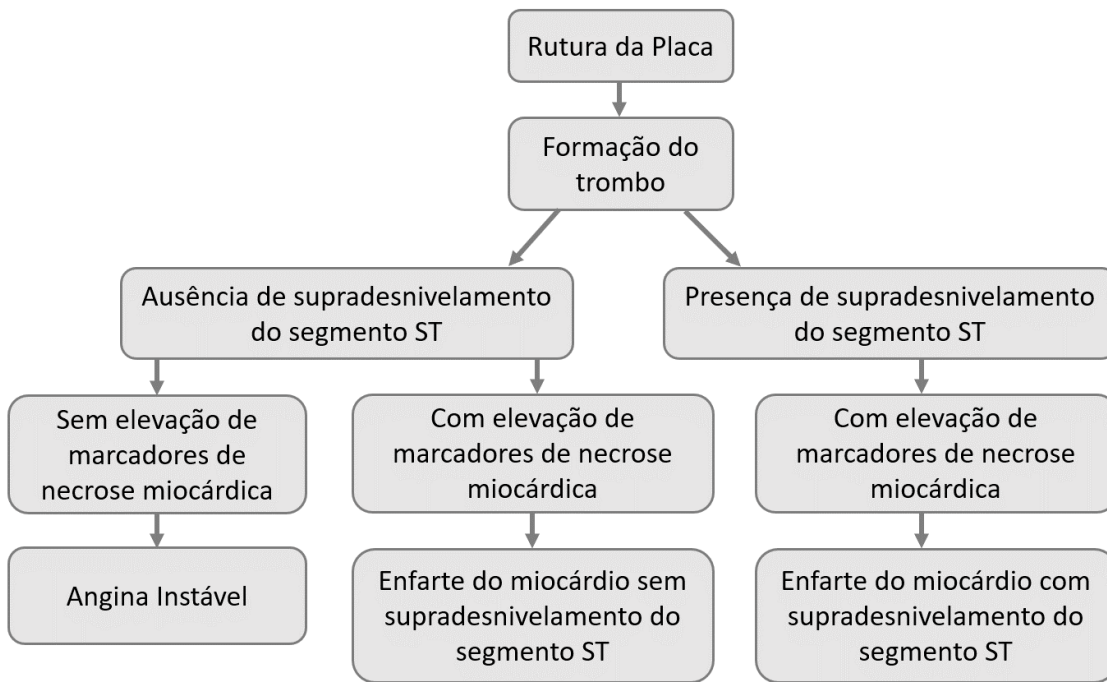 Rutura da Placa
Formação do
trombo
Ausência de supradesnivelamento
do segmento ST
Presença de supradesnivelamento
do segmento ST
Sem elevação de
marcadores de
necrose miocárdica
Com elevação de
marcadores de necrose
miocárdica
Com elevação de
marcadores de necrose
miocárdica
Angina Instável
Enfarte do miocárdio sem
supradesnivelamento do
segmento ST
Enfarte do miocárdio com
supradesnivelamento do
segmento ST